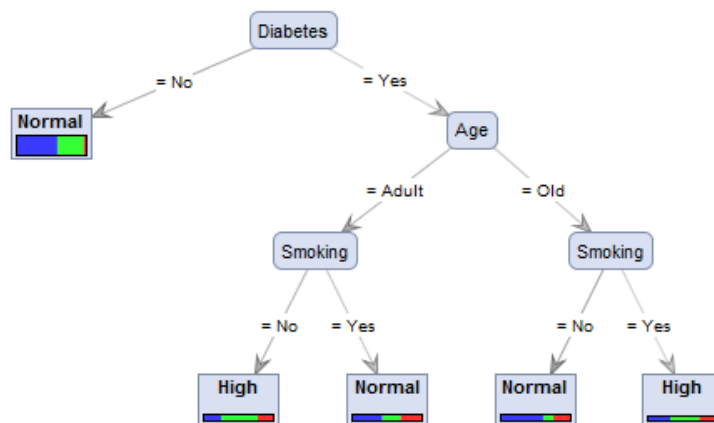 Diabetes
= No
= Yes
Normal
Age
= Adult
= Old
Smoking
Smoking
= No
= Yes
= No
= Yes
High
Normal
Normal
High